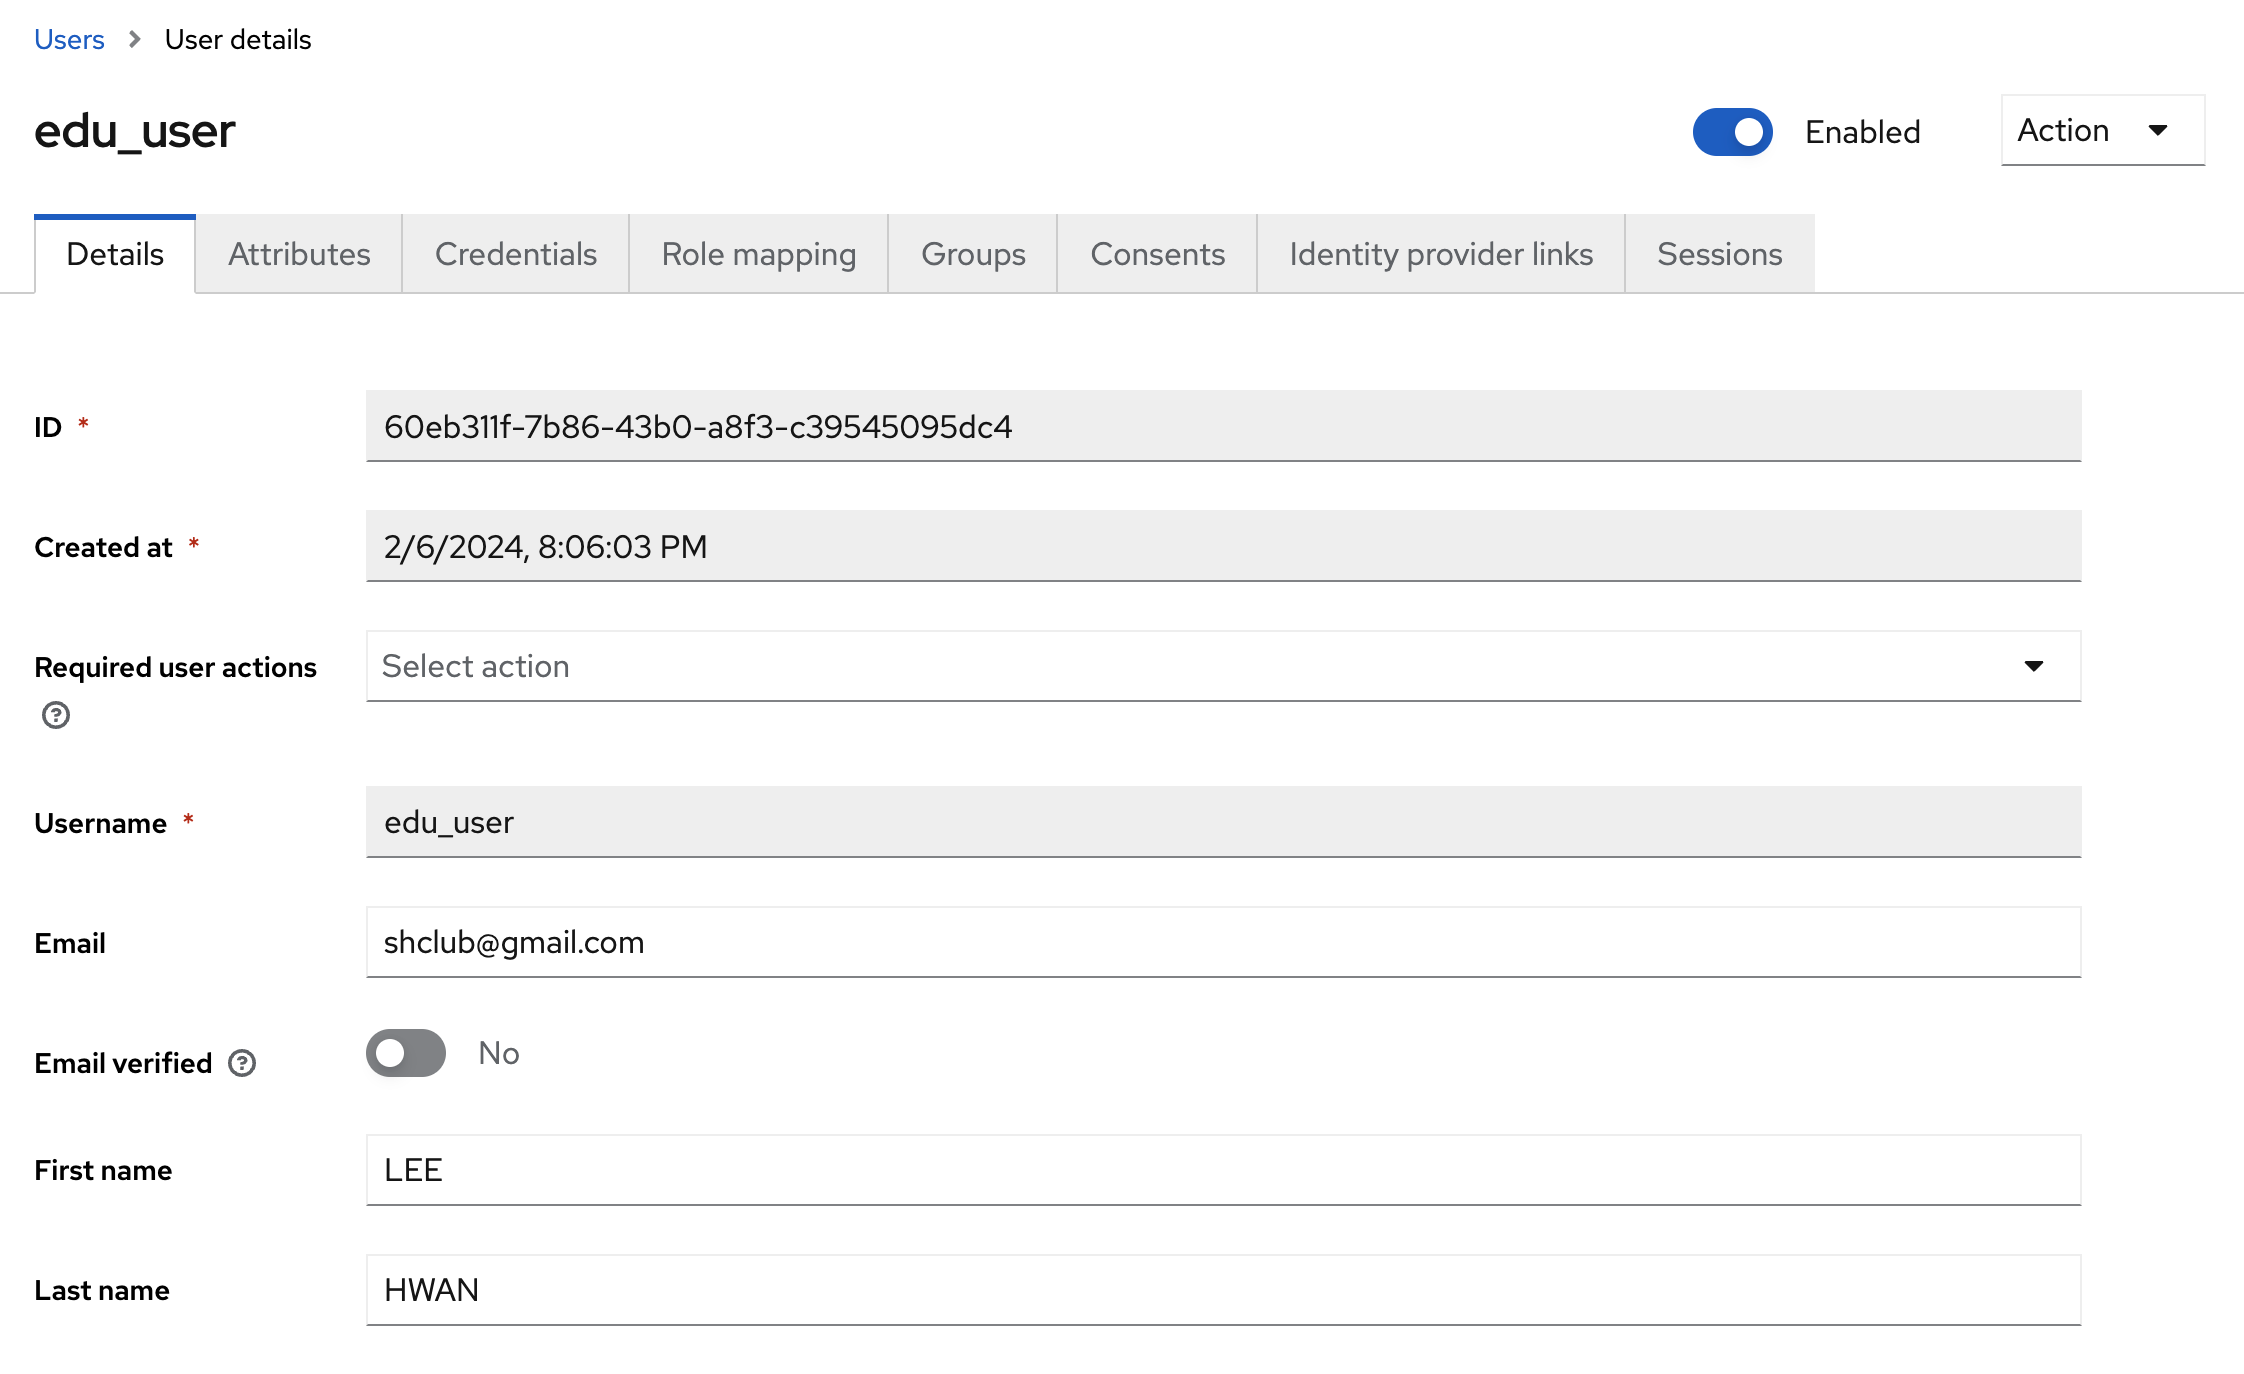 Users > User details
edu_user
Enabled
Action
Details Attributes Credentials Role mapping Groups Consents Identity provider links Sessions
ID * 60eb311f-7b86-43b0-a8f3-c39545095dc4
Created at * 2/6/2024, 8:06:03 PM
Required user actions Select action
Username * edu_user
Email shclub@gmail.com
Email verified No
First name LEE
Last name HWAN